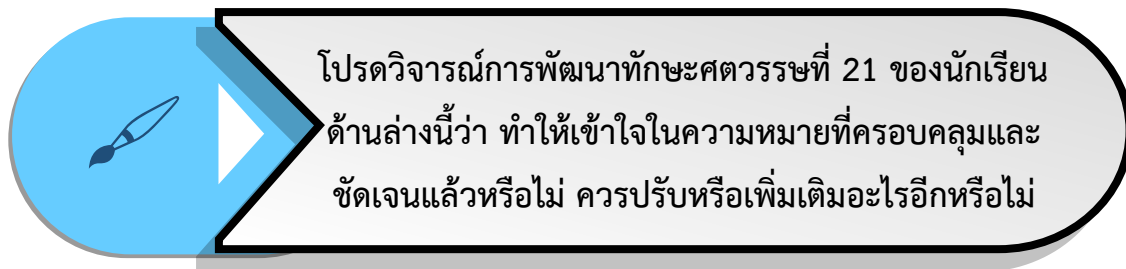 โปรดวิจารณ์การพัฒนาทักษะศตวรรษที่ 21 ของนักเรียน
ด้านล่างนี้ว่า ทำให้เข้าใจในความหมายที่ครอบคลุมและ
ชัดเจนแล้วหรือไม่ ควรปรับหรือเพิ่มเติมอะไรอีกหรือไม่